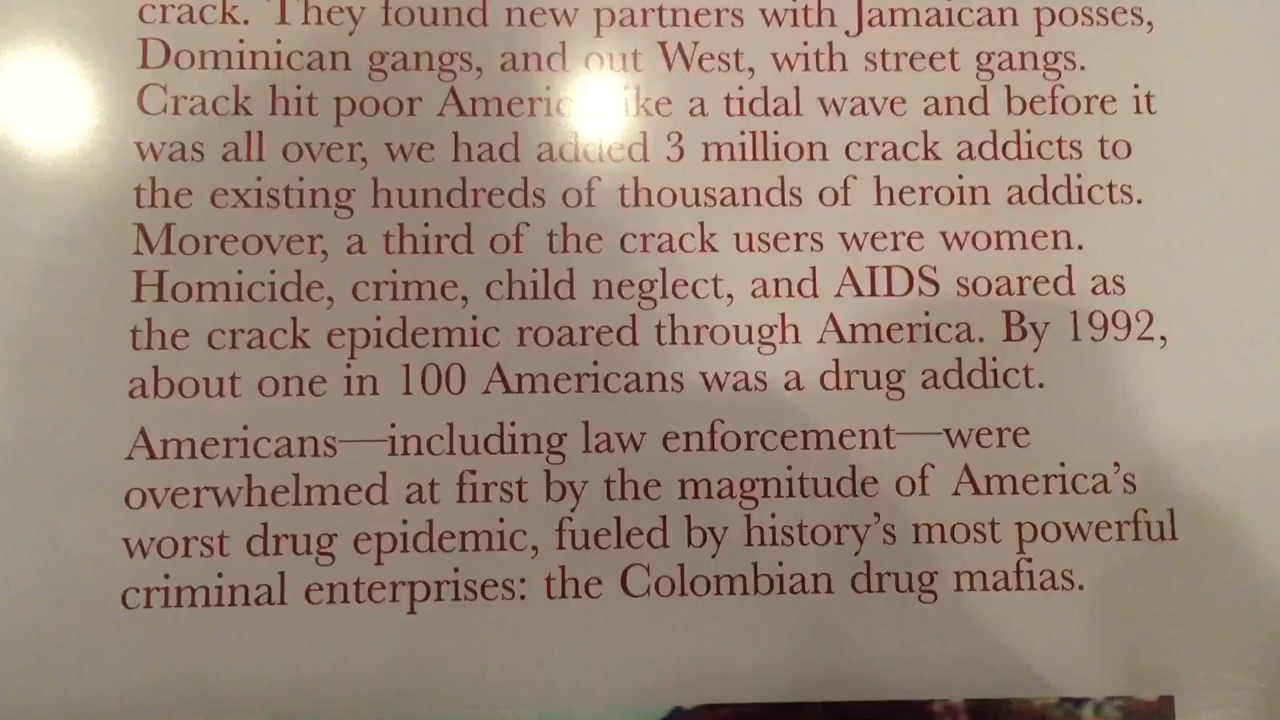 crack. They found new partners with Jamaican posses,
Dominican gangs, and out West, with street gangs.
Crack hit poor America like a tidal wave and before it
was all over, we had added 3 million crack addicts to
the existing hundreds of thousands of heroin addicts.
Moreover, a third of the crack users were women.
Homicide, crime, child neglect, and AIDS soared as
the crack epidemic roared through America. By 1992,
about one in 100 Americans was a drug addict.
Americans—including law enforcement—were
overwhelmed at first by the magnitude of America's
worst drug epidemic, fueled by history's most powerful
criminal enterprises: the Colombian drug mafias.